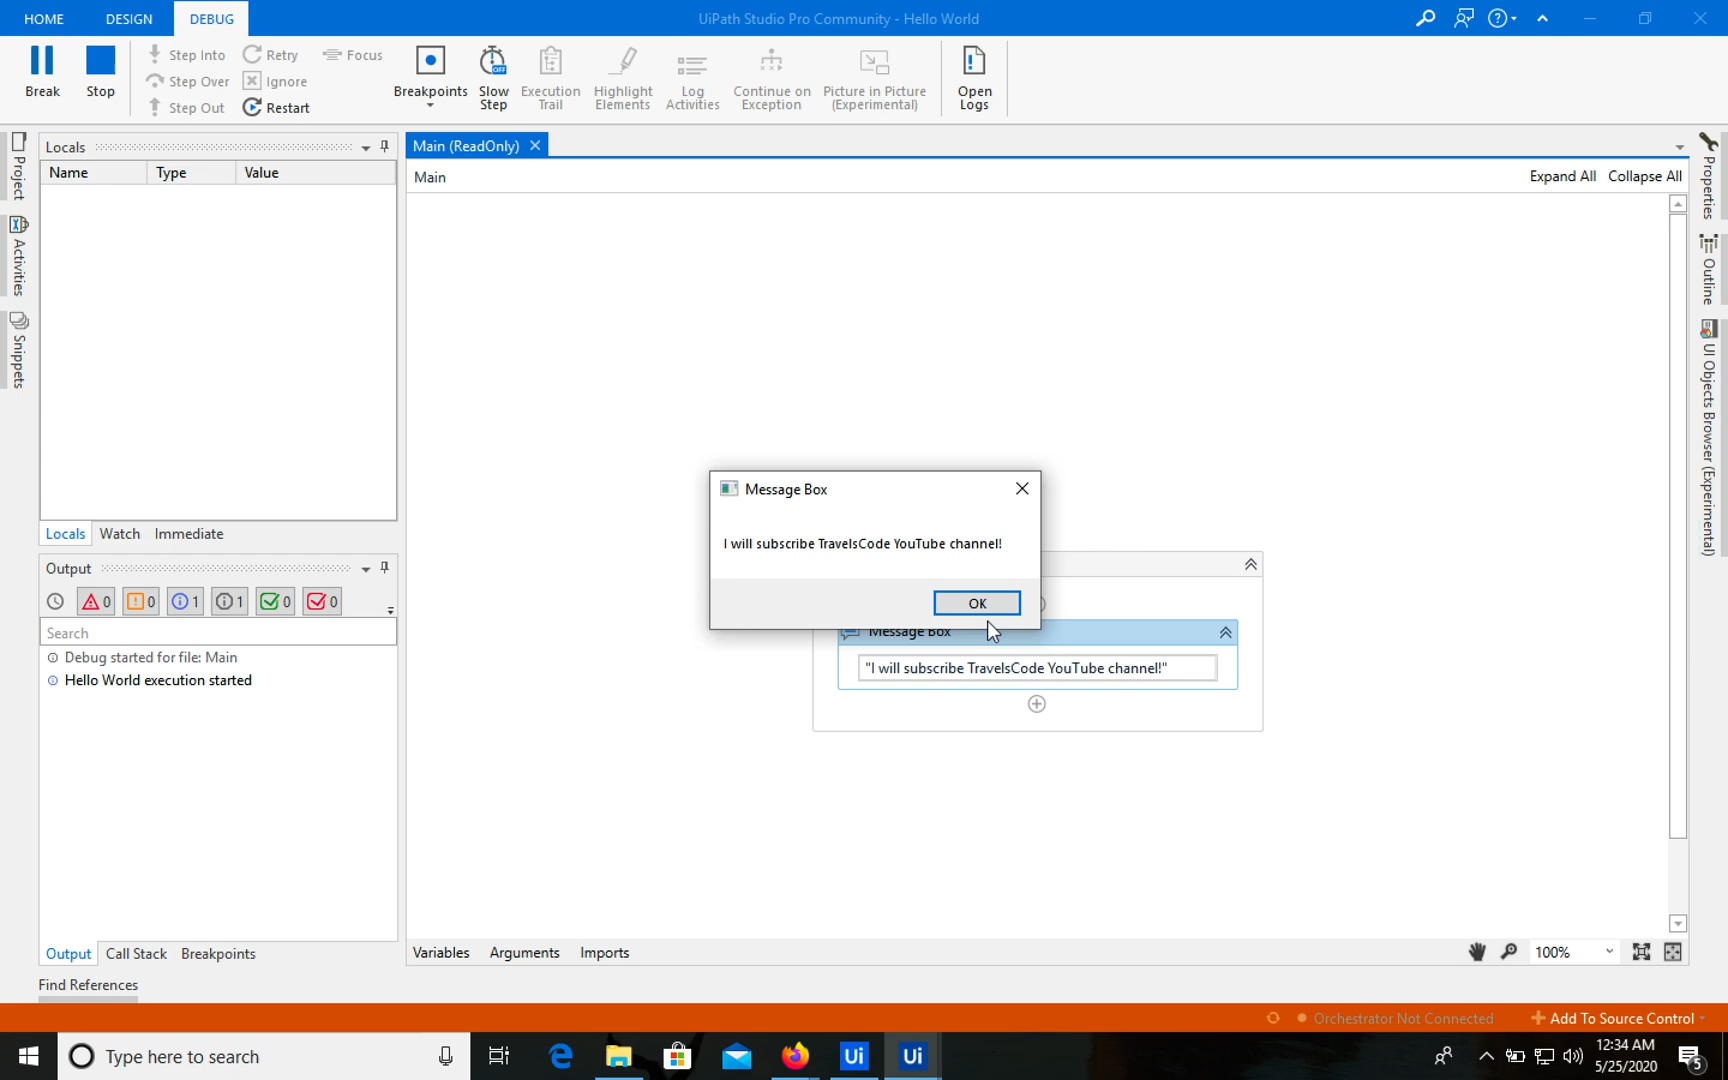 HOME DESIGN DEBUG UiPath Studio Pro Community - Hello World
Break Stop Step Into Step Over Step Out Retry Ignore Restart Focus Breakpoints Slow Step Execution Trail Highlight Elements Log Activities Continue on Exception Picture in Picture (Experimental) Open Logs
Project
Activities
Snippets
Locals
Name Type Value
Locals Watch Immediate
Output
0 0 1 1 0 0
Search
Debug started for file: Main
Hello World execution started
Output Call Stack Breakpoints
Find References
Main (ReadOnly)
Main Expand All Collapse All
Message Box
I will subscribe TravelsCode YouTube channel!
OK
Message Box
"I will subscribe TravelsCode YouTube channel!"
Variables Arguments Imports 100%
Properties
Outline
UI Objects Browser (Experimental)
Orchestrator Not Connected Add To Source Control
Type here to search
Ui Ui
12:34 AM
5/25/2020
5